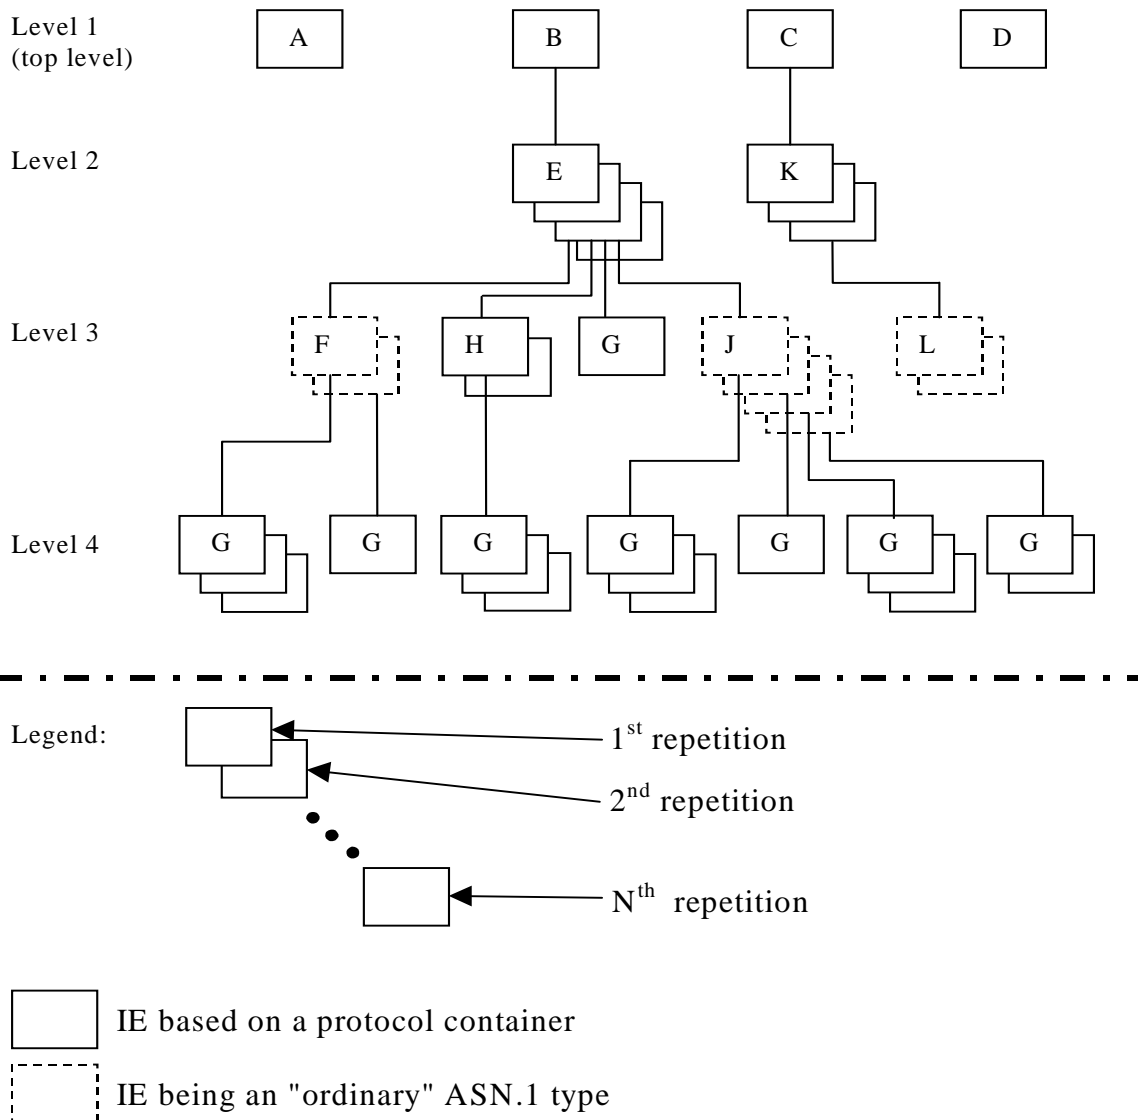 Level 1
(top level)
A B C D
Level 2
E K
Level 3
F H G J L
Level 4
G G G G G G G
Legend:
1st repetition
2nd repetition
Nth repetition
IE based on a protocol container
IE being an "ordinary" ASN.1 type